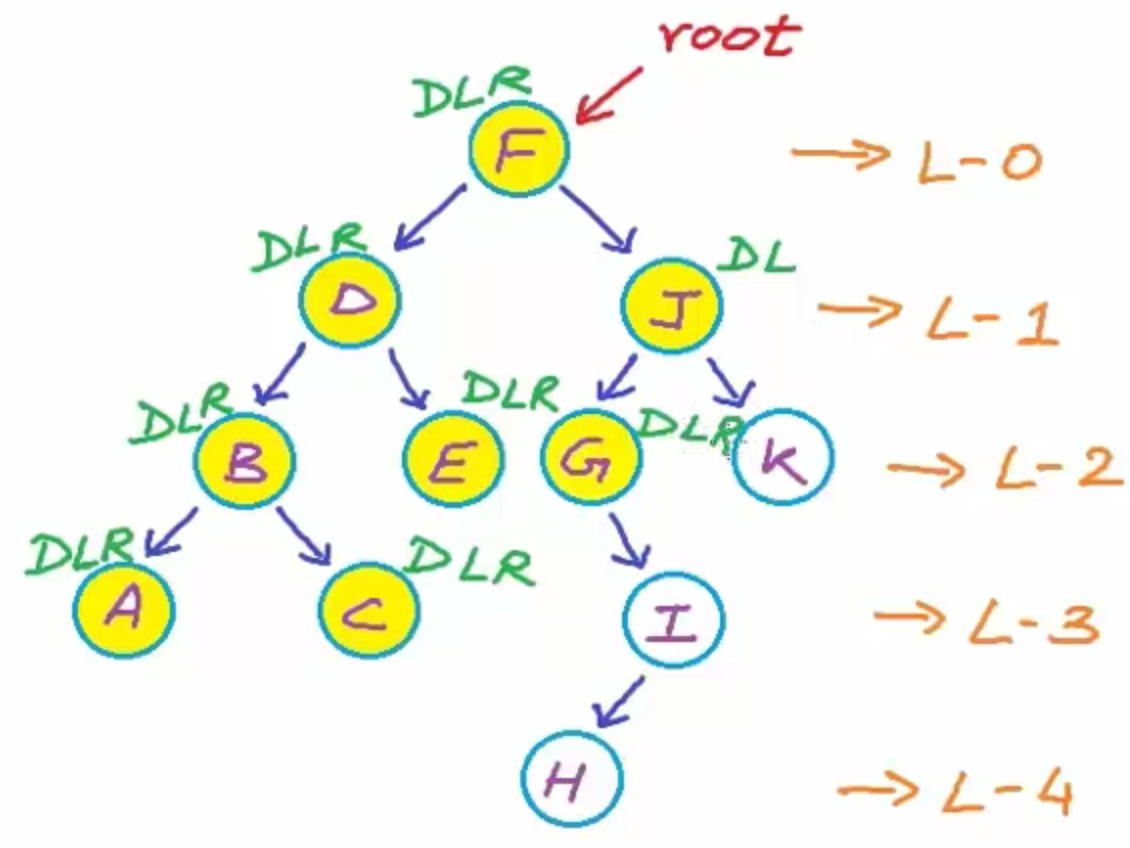 root
DLR
F → L-0
DLR
D J DL → L-1
DLR B E DLR G DLR K → L-2
DLR A C DLR I → L-3
H → L-4